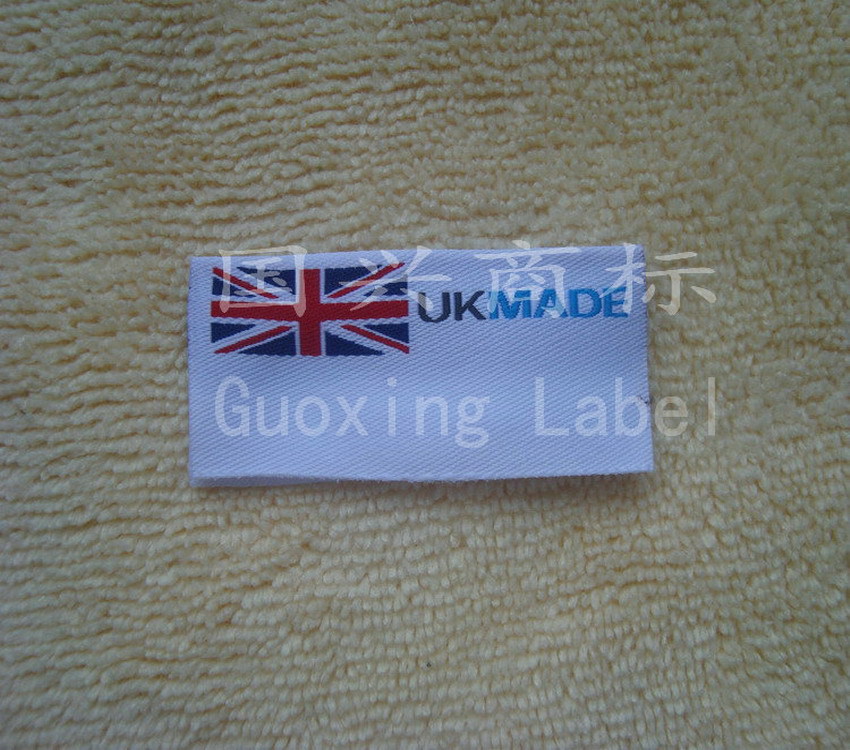 国兴商标
UKMADE
Guoxing Label